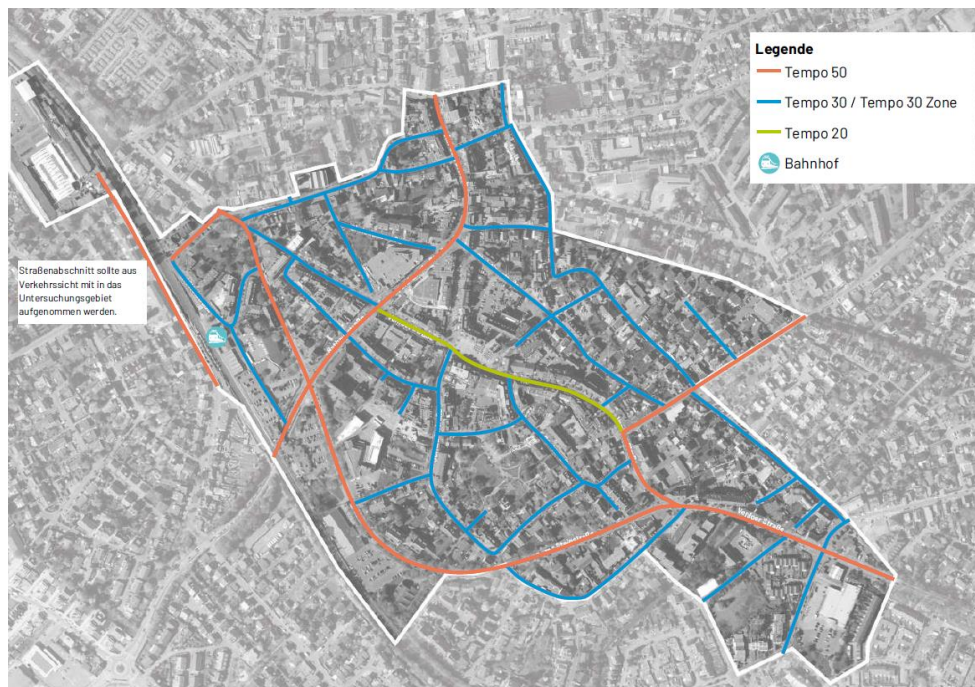 Legende
Tempo 50
Tempo 30 / Tempo 30 Zone
Tempo 20
Bahnhof
Straßenabschnitt sollte aus
Verkehrssicht mit in das
Untersuchungsgebiet
aufgenommen werden.
Straße